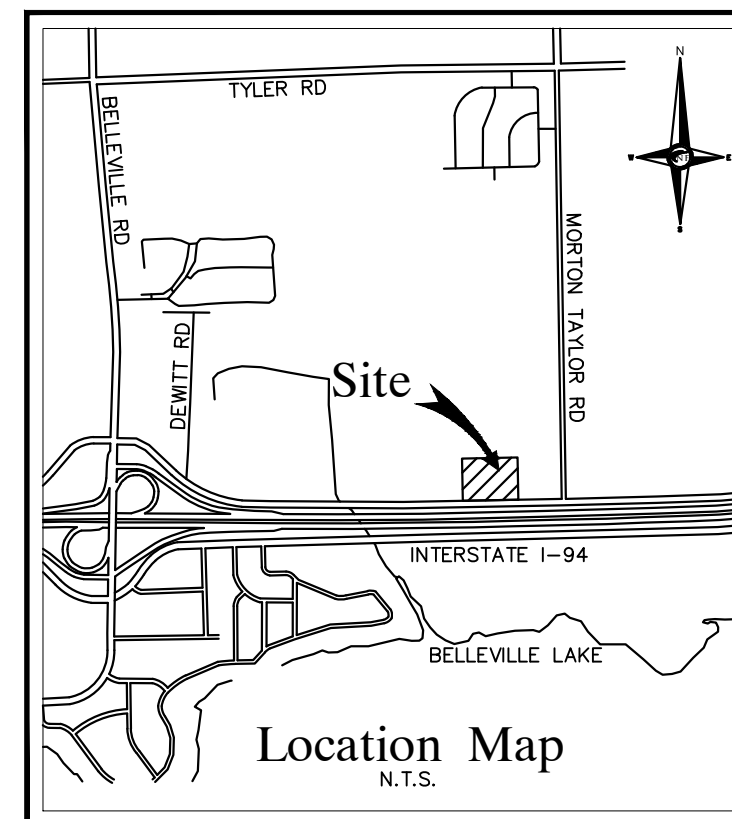 N
TYLER RD
BELLEVILLE RD
W
E
S
MORTON TAYLOR RD
DEWITT RD
Site
INTERSTATE I-94
BELLEVILLE LAKE
Location Map
N.T.S.